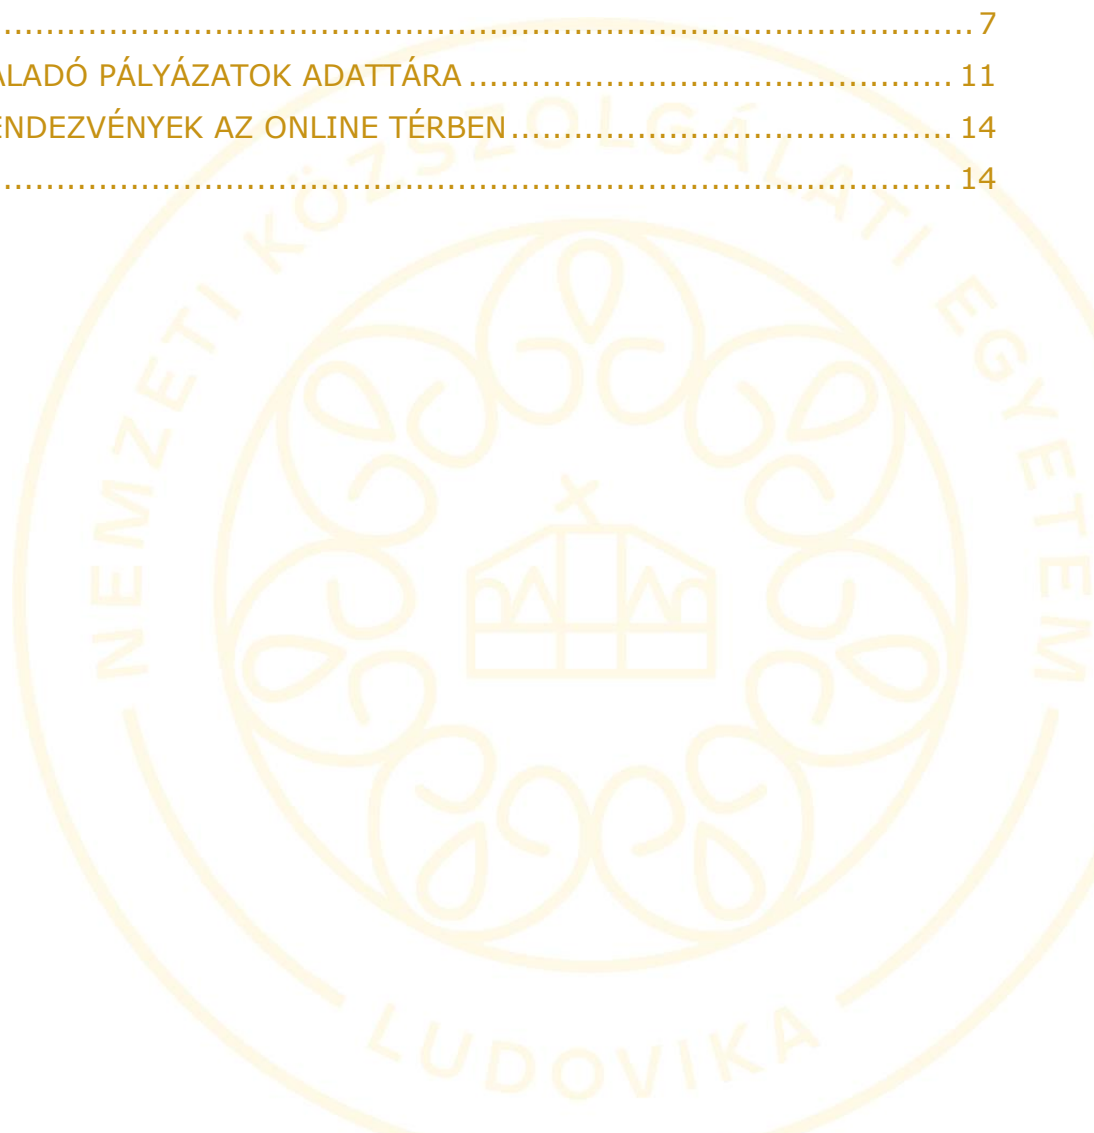 ....................................................................................... 7
ALADÓ PÁLYÁZATOK ADATTÁRA ........................................... 11
ENDEZVÉNYEK AZ ONLINE TÉRBEN ....................................... 14
..................................................................................... 14
NEMZETI KÖZSZOLGÁLATI EGYETEM
LUDOVIKA